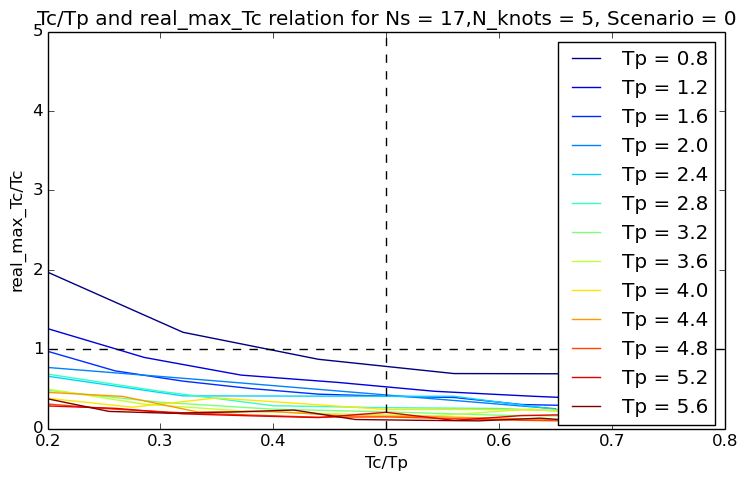 Tc/Tp and real_max_Tc relation for Ns = 17,N_knots = 5, Scenario = 0
5
4
3
2
1
0
real_max_Tc/Tc
0.2 0.3 0.4 0.5 0.6 0.7 0.8
Tc/Tp
Tp = 0.8
Tp = 1.2
Tp = 1.6
Tp = 2.0
Tp = 2.4
Tp = 2.8
Tp = 3.2
Tp = 3.6
Tp = 4.0
Tp = 4.4
Tp = 4.8
Tp = 5.2
Tp = 5.6